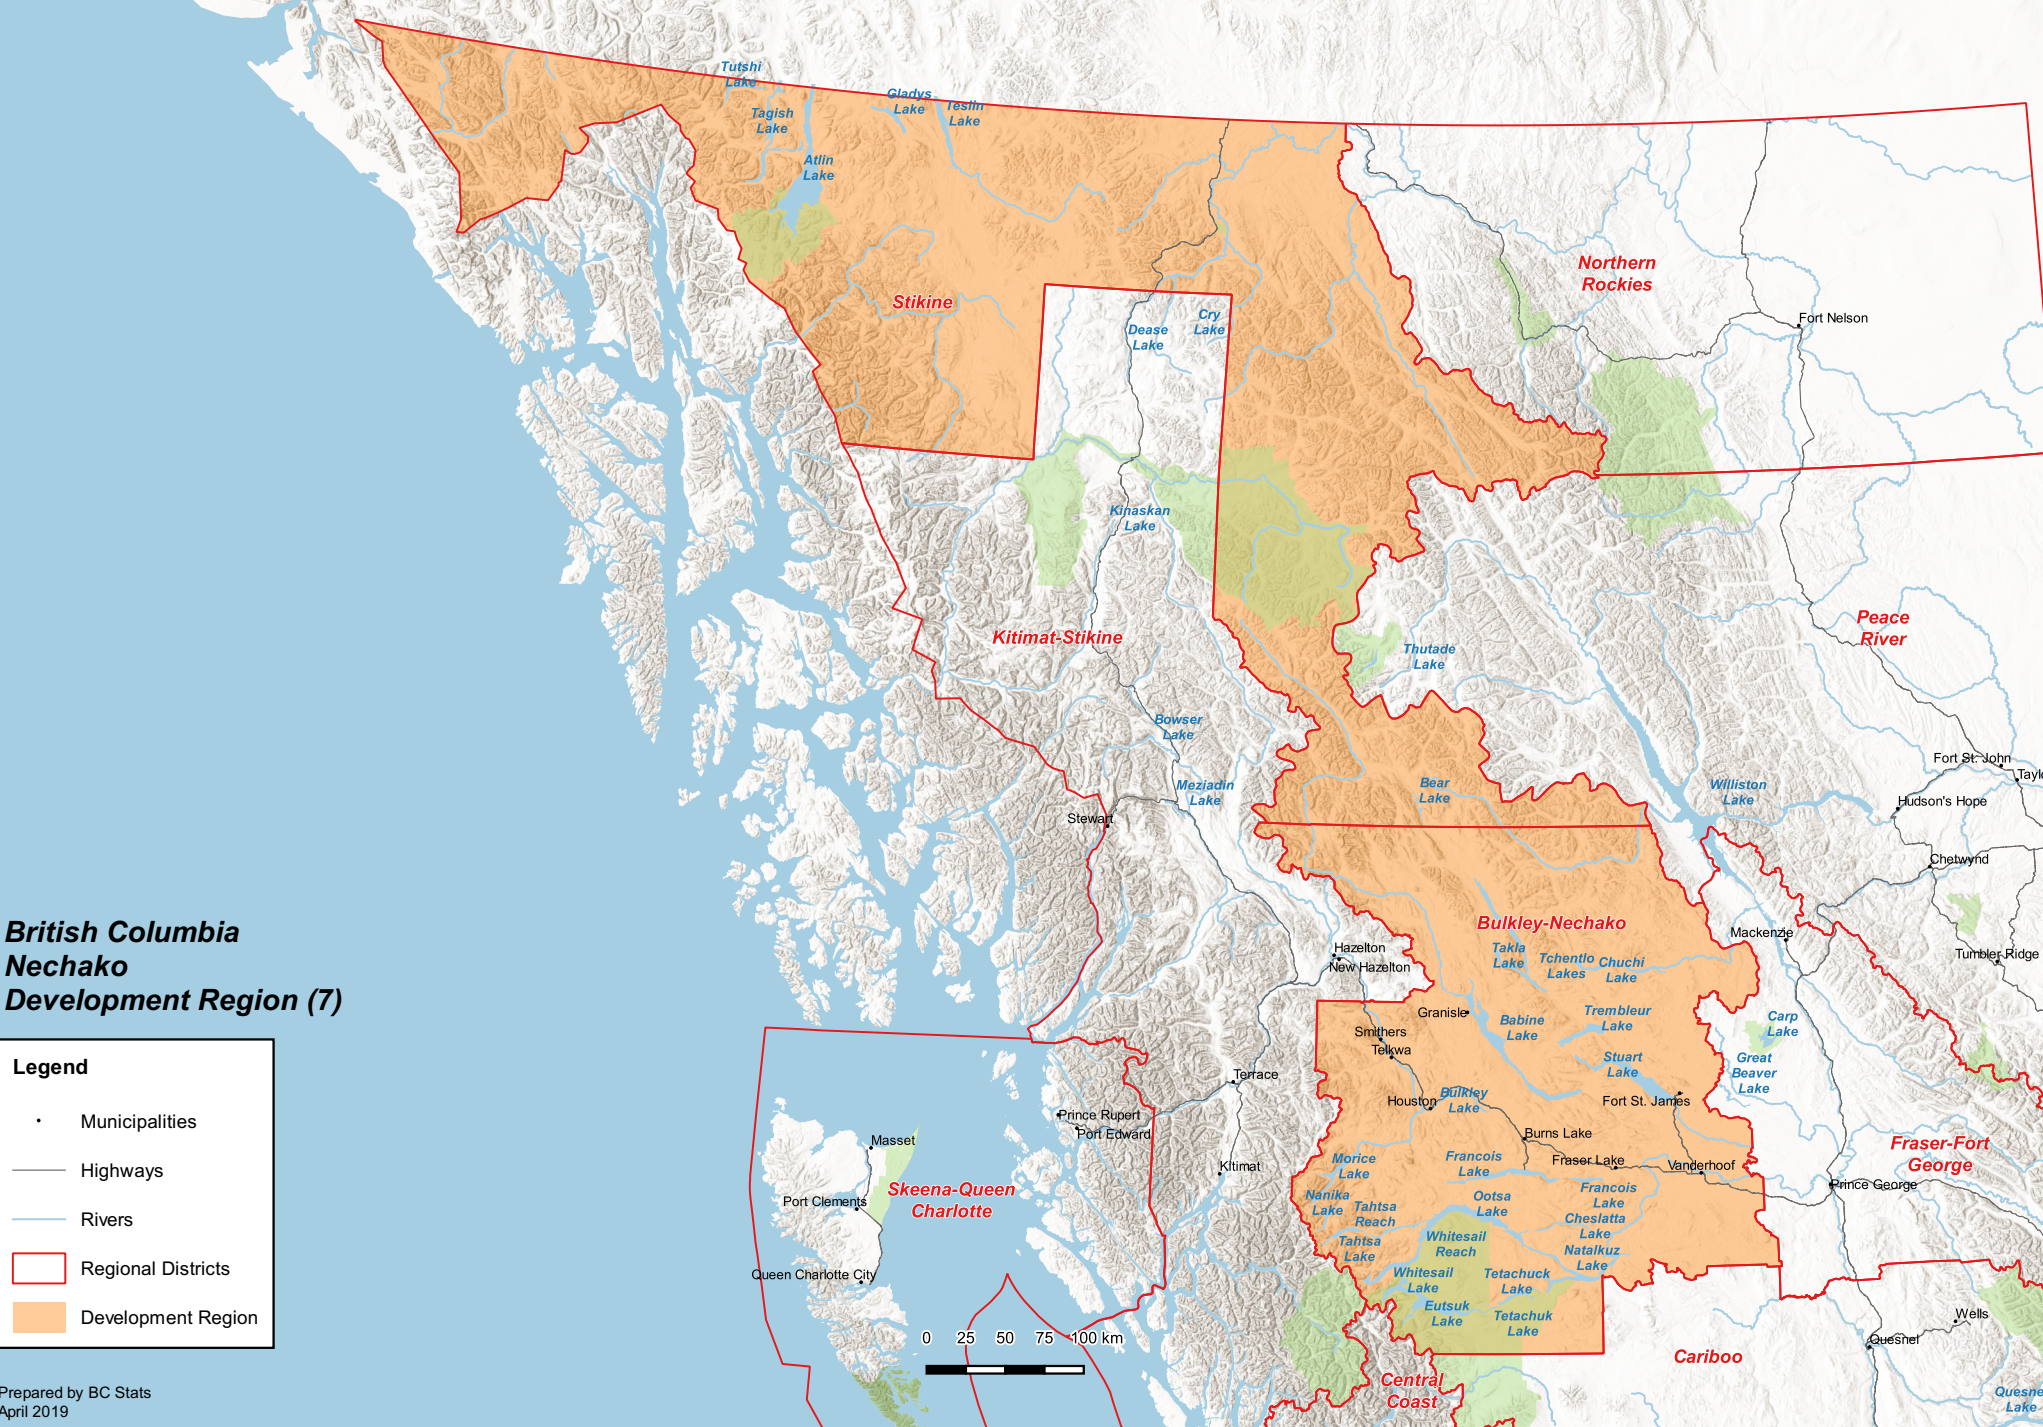 Tutshi
Lake
Gladys
Lake
Teslin
Lake
Tagish
Lake
Atlin
Lake
Stikine
Northern
Rockies
Fort Nelson
Dease
Lake
Cry
Lake
Kinaskan
Lake
Kitimat-Stikine
Thutade
Lake
Peace
River
Bowser
Lake
Meziadin
Lake
Bear
Lake
Williston
Lake
Fort St. John
Tayl
Hudson's Hope
Stewart
Chetwynd
Bulkley-Nechako
Mackenzie
Tumbler Ridge
Hazelton
New Hazelton
Takla
Lake
Tchentlo
Lakes
Chuchi
Lake
British Columbia
Nechako
Development Region (7)
Granisle
Smithers
Telkwa
Babine
Lake
Trembleur
Lake
Carp
Lake
Stuart
Lake
Great
Beaver
Lake
Terrace
Houston
Bulkley
Lake
Fort St. James
Prince Rupert
Port Edward
Burns Lake
Fraser Lake
Vanderhoof
Fraser-Fort
George
Prince George
Masset
Kitimat
Morice
Lake
Francois
Lake
Port Clements
Skeena-Queen
Charlotte
Nanika
Lake
Tahtsa
Reach
Ootsa
Lake
Francois
Lake
Cheslatta
Lake
Tahtsa
Lake
Whitesail
Reach
Natalkuz
Lake
Queen Charlotte City
Whitesail
Lake
Tetachuck
Lake
Eutsuk
Lake
Tetachuk
Lake
Wells
Quesnel
Cariboo
Central
Coast
Quesne
Lake
Legend
Municipalities
Highways
Rivers
Regional Districts
Development Region
0 25 50 75 100 km
Prepared by BC Stats
April 2019